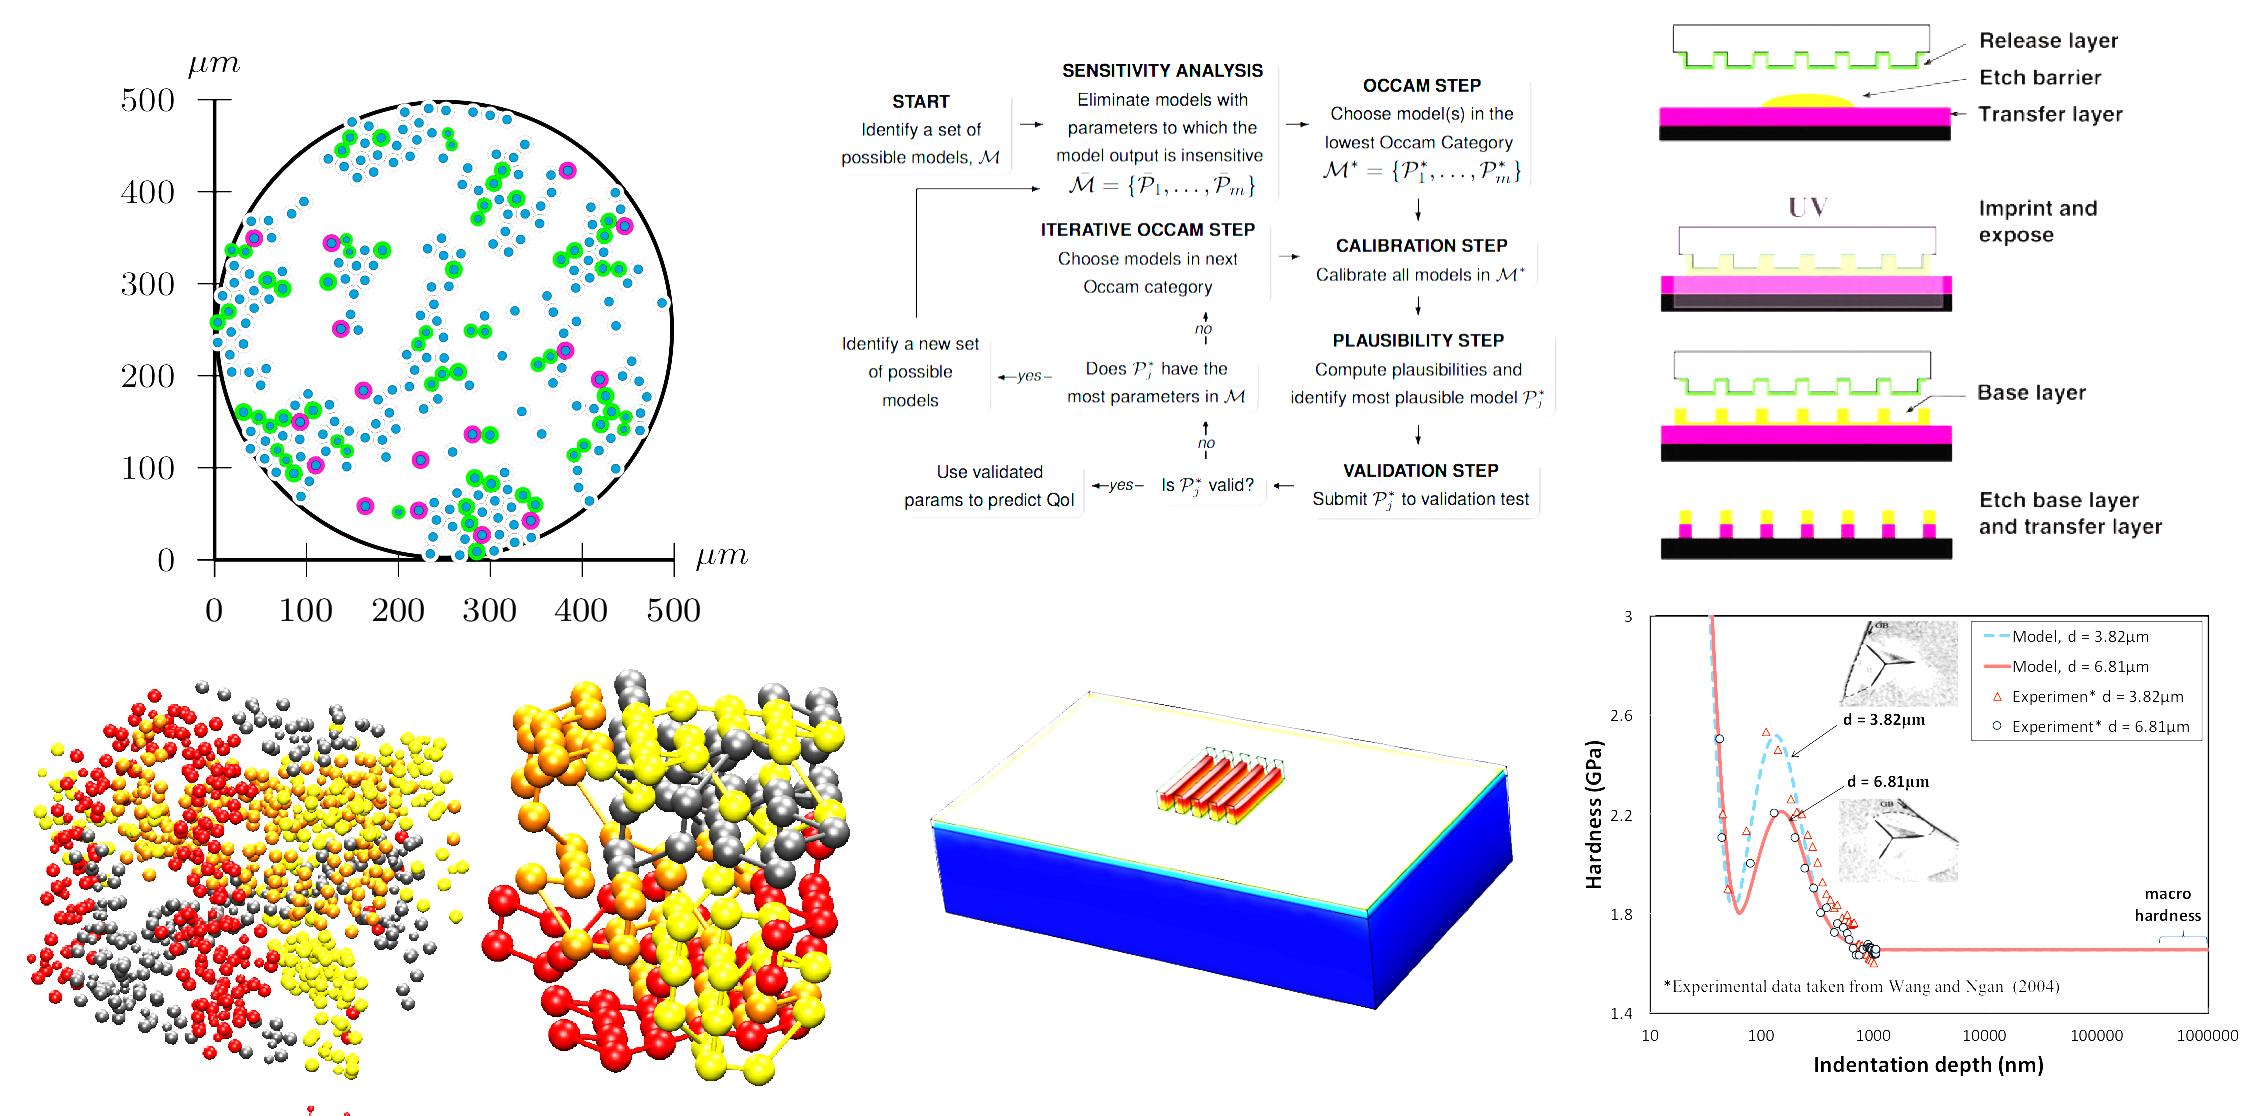 μm
500
400
300
200
100
0
0 100 200 300 400 500
μm
START
Identify a set of
possible models, M
SENSITIVITY ANALYSIS
Eliminate models with
parameters to which the
model output is insensitive
M̄ = {P̄₁, . . . , P̄ₘ}
OCCAM STEP
Choose model(s) in the
lowest Occam Category
M* = {P*₁, . . . , P*ₘ}
ITERATIVE OCCAM STEP
Choose models in next
Occam category
CALIBRATION STEP
Calibrate all models in M*
no
Identify a new set
of possible
models
yes
Does P*ⱼ have the
most parameters in M
PLAUSIBILITY STEP
Compute plausibilities and
identify most plausible model P*ⱼ
no
Use validated
params to predict QoI
yes
Is P*ⱼ valid?
VALIDATION STEP
Submit P*ⱼ to validation test
Release layer
Etch barrier
Transfer layer
UV
Imprint and
expose
Base layer
Etch base layer
and transfer layer
3
2.6
2.2
1.8
1.4
Hardness (GPa)
GB
Model, d = 3.82μm
Model, d = 6.81μm
Experimen* d = 3.82μm
Experiment* d = 6.81μm
d = 3.82μm
d = 6.81μm
GB
macro
hardness
*Experimental data taken from Wang and Ngan (2004)
10 100 1000 10000 100000 1000000
Indentation depth (nm)